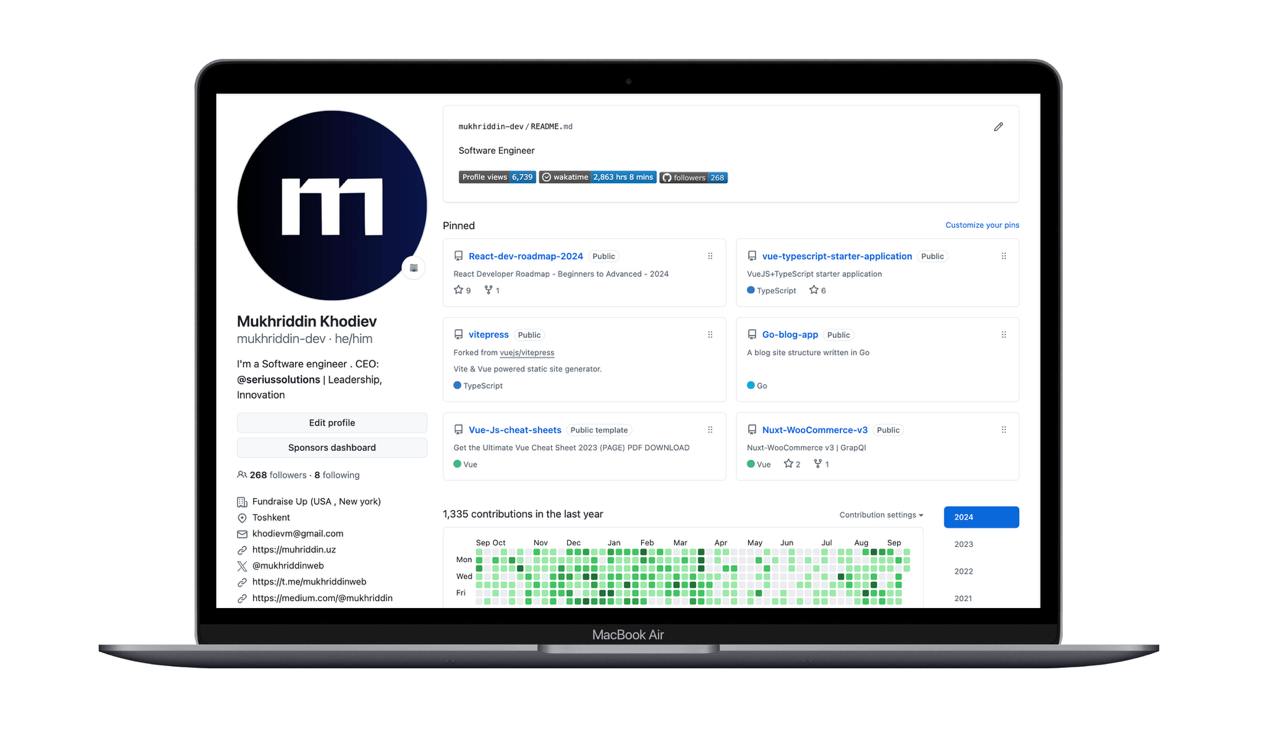 m
Mukhriddin Khodiev
mukhriddin-dev · he/him
I'm a Software engineer . CEO:
@seriussolutions | Leadership,
Innovation
Edit profile
Sponsors dashboard
268 followers · 8 following
Fundraise Up (USA , New york)
Toshkent
khodievm@gmail.com
https://muhriddin.uz
@mukhriddinweb
https://t.me/mukhriddinweb
https://medium.com/@mukhriddin
mukhriddin-dev / README.md
Software Engineer
Profile views 6,739 wakatime 2,863 hrs 8 mins followers 268
Pinned Customize your pins
React-dev-roadmap-2024 Public
React Developer Roadmap - Beginners to Advanced - 2024
9 1
vue-typescript-starter-application Public
VueJS+TypeScript starter application
TypeScript 6
vitepress Public
Forked from vuejs/vitepress
Vite & Vue powered static site generator.
TypeScript
Go-blog-app Public
A blog site structure written in Go
Go
Vue-Js-cheat-sheets Public template
Get the Ultimate Vue Cheat Sheet 2023 (PAGE) PDF DOWNLOAD
Vue
Nuxt-WooCommerce-v3 Public
Nuxt-WooCommerce v3 | GrapQl
Vue 2 1
1,335 contributions in the last year Contribution settings
Sep Oct Nov Dec Jan Feb Mar Apr May Jun Jul Aug Sep
Mon
Wed
Fri
2024
2023
2022
2021
MacBook Air